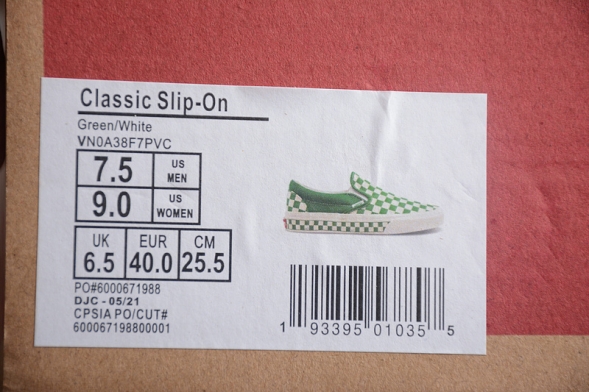 Classic Slip-On
Green/White
VN0A38F7PVC
7.5 US MEN
9.0 US WOMEN
UK EUR CM
6.5 40.0 25.5
PO#6000671988
DJC - 05/21
CPSIA PO/CUT#
600067198800001
1 93395 01035 5